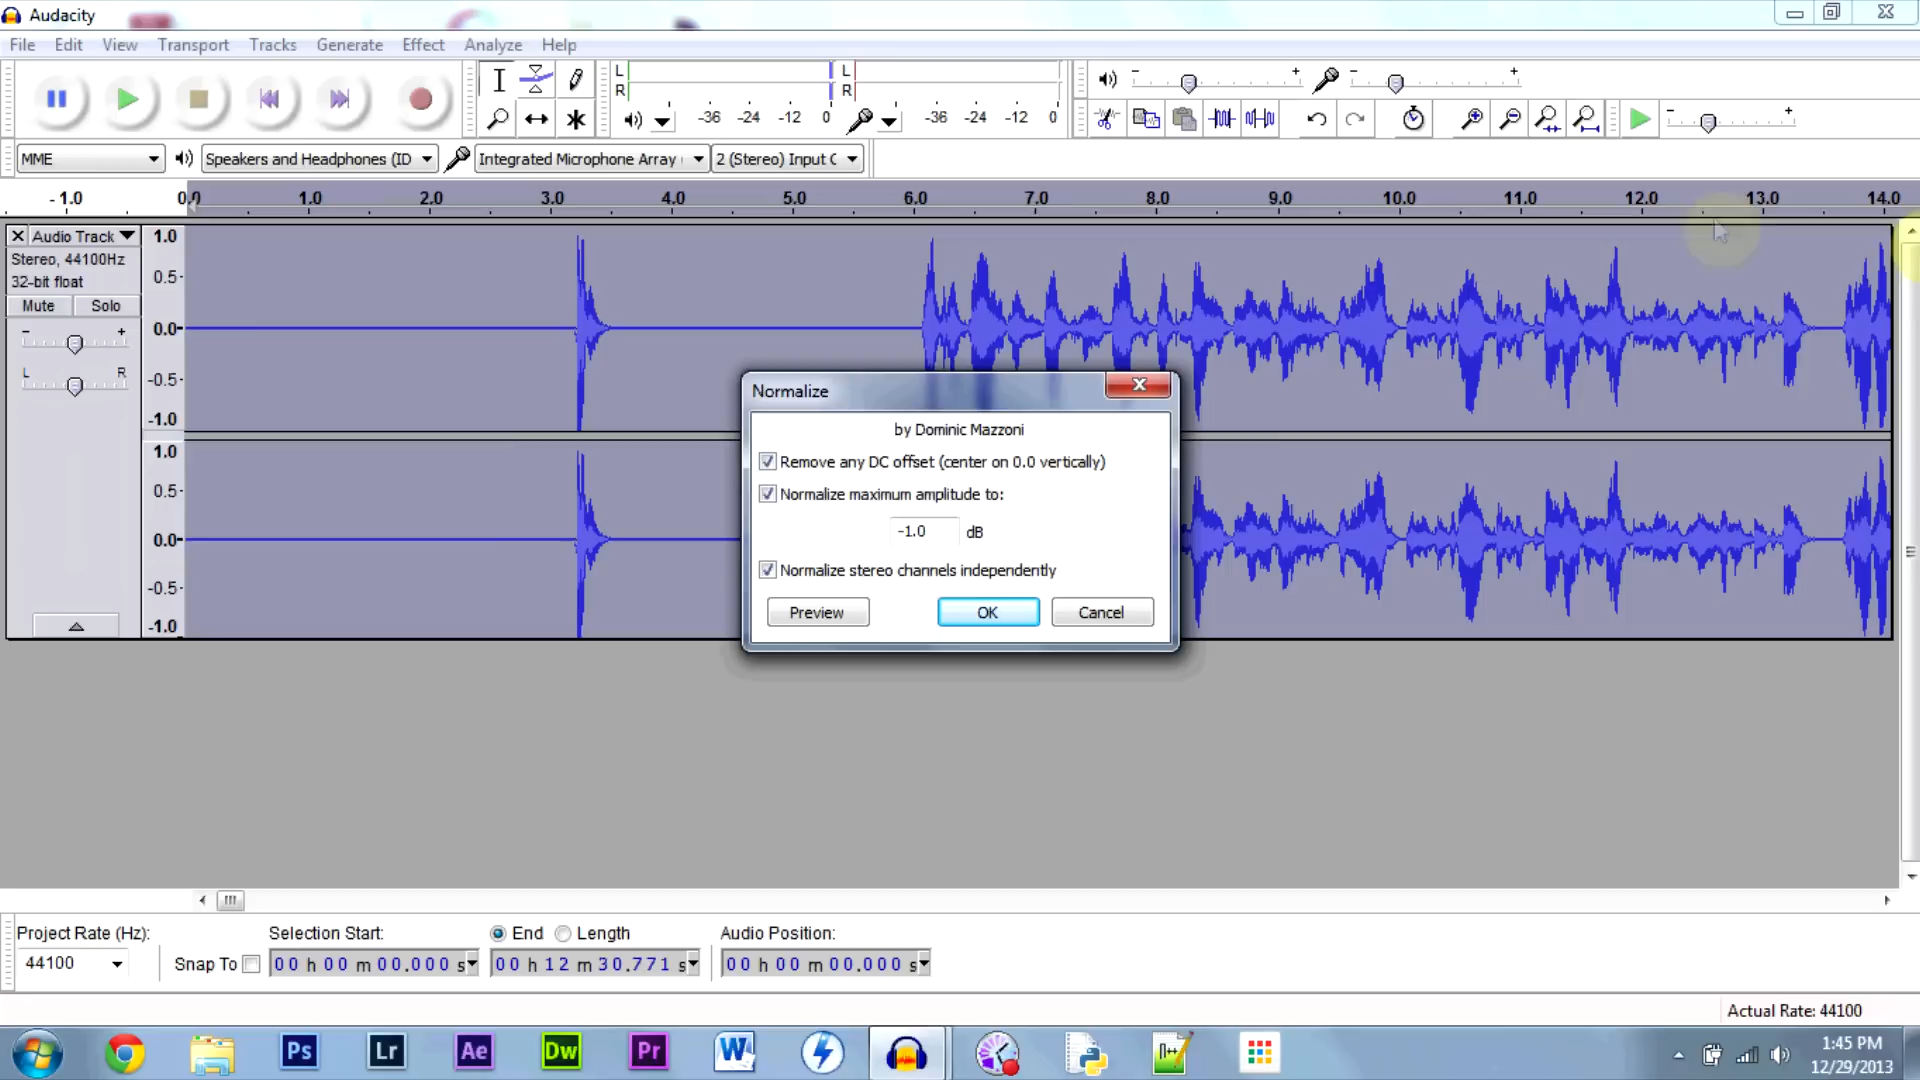 Audacity
File Edit View Transport Tracks Generate Effect Analyze Help
L
R
-36 -24 -12 0
L
R
-36 -24 -12 0
MME
Speakers and Headphones (ID
Integrated Microphone Array
2 (Stereo) Input C
- 1.0 0.0 1.0 2.0 3.0 4.0 5.0 6.0 7.0 8.0 9.0 10.0 11.0 12.0 13.0 14.0
Audio Track
Stereo, 44100Hz
32-bit float
Mute Solo
- +
L R
1.0
0.5
0.0
-0.5
-1.0
1.0
0.5
0.0
-0.5
-1.0
Normalize
by Dominic Mazzoni
Remove any DC offset (center on 0.0 vertically)
Normalize maximum amplitude to:
-1.0 dB
Normalize stereo channels independently
Preview OK Cancel
Project Rate (Hz):
44100
Snap To
Selection Start:
00 h 00 m 00.000 s
End Length
00 h 12 m 30.771 s
Audio Position:
00 h 00 m 00.000 s
Actual Rate: 44100
Ps Lr Ae Dw Pr W
1:45 PM
12/29/2013